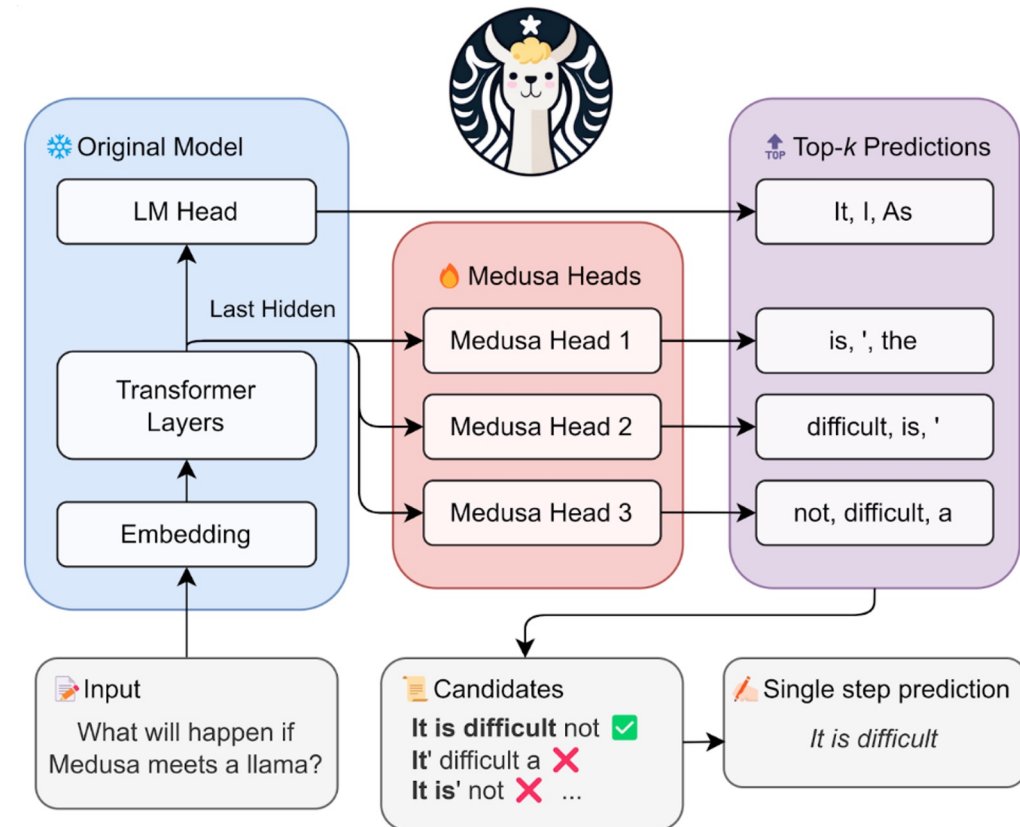 Original Model
LM Head
Last Hidden
Transformer
Layers
Embedding
Medusa Heads
Medusa Head 1
Medusa Head 2
Medusa Head 3
TOP
Top-k Predictions
It, I, As
is, ', the
difficult, is, '
not, difficult, a
Input
What will happen if
Medusa meets a llama?
Candidates
It is difficult not ✅
It' difficult a ❌
It is' not ❌ ...
Single step prediction
It is difficult